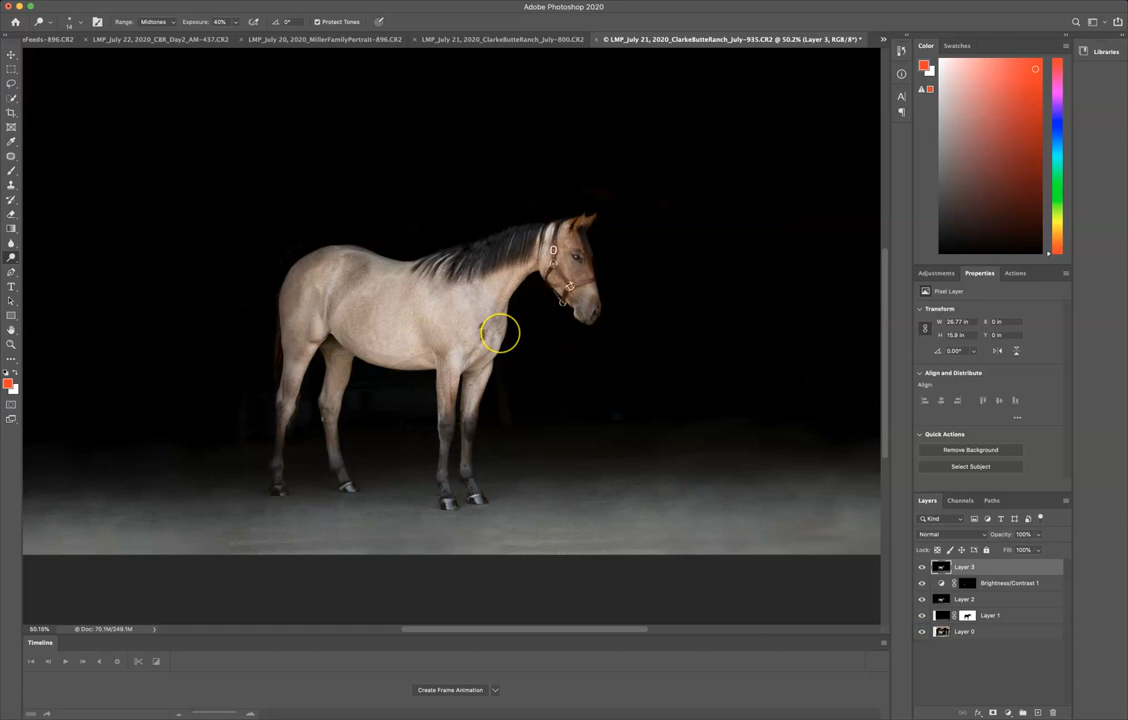 Adobe Photoshop 2020
14 Range: Midtones Exposure: 40% 0° Protect Tones
eFeeds-896.CR2 × LMP_July 22, 2020_CBR_Day2_AM-437.CR2 × LMP_July 20, 2020_MillerFamilyPortrait-896.CR2 × LMP_July 21, 2020_ClarkeButteRanch_July-800.CR2 × © LMP_July 21, 2020_ClarkeButteRanch_July-935.CR2 @ 50.2% (Layer 3, RGB/8*) *
Color Swatches
Libraries
Adjustments Properties Actions
Pixel Layer
Transform
W 26.77 in X 0 in
H 15.9 in Y 0 in
0.00°
Align and Distribute
Align:
Quick Actions
Remove Background
Select Subject
Layers Channels Paths
Kind
Normal Opacity: 100%
Lock: Fill: 100%
Layer 3
Brightness/Contrast 1
Layer 2
Layer 1
Layer 0
50.15% Doc: 70.1M/249.1M
Timeline
Create Frame Animation